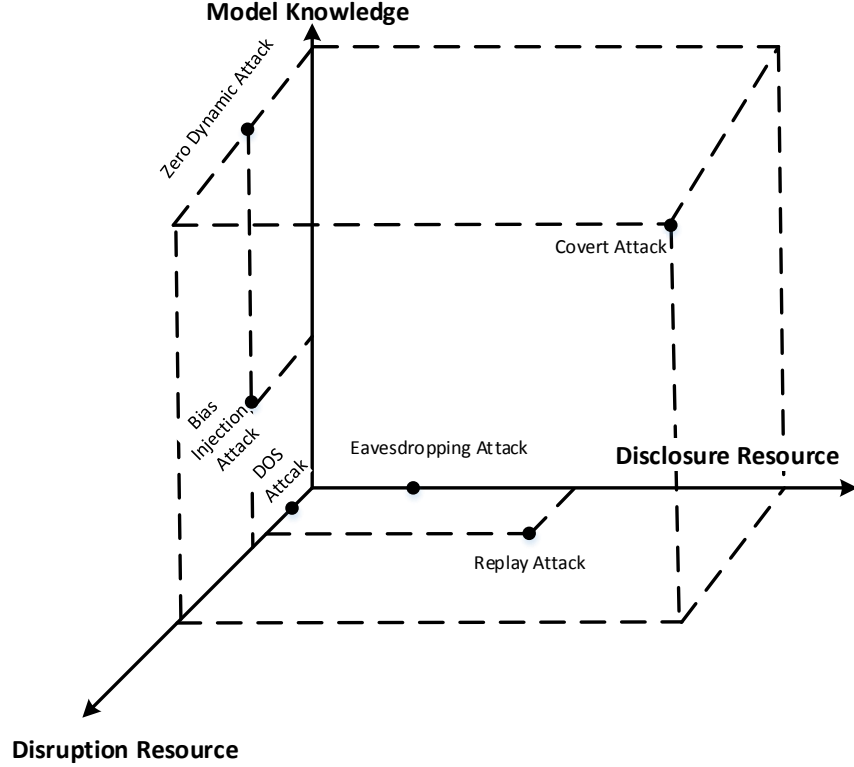 Model Knowledge
Zero Dynamic Attack
Covert Attack
Bias
Injection
Attack
DOS
Attcak
Eavesdropping Attack
Disclosure Resource
Replay Attack
Disruption Resource